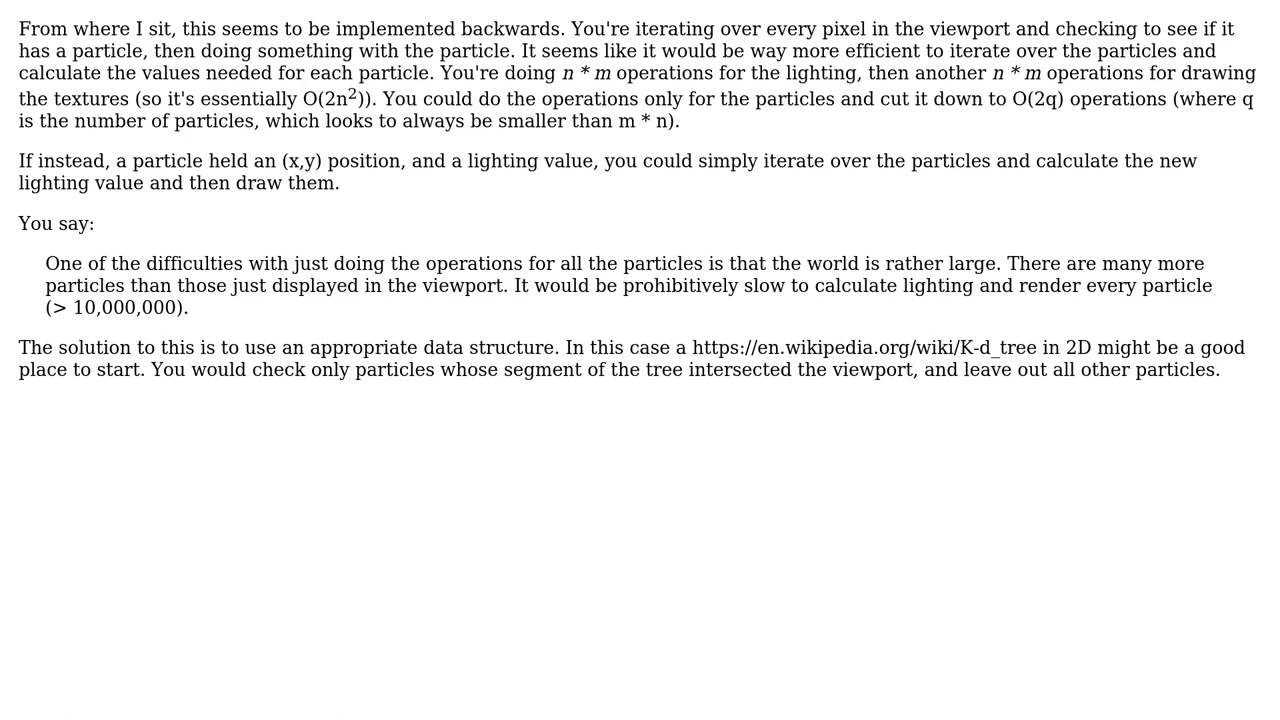 From where I sit, this seems to be implemented backwards. You're iterating over every pixel in the viewport and checking to see if it
has a particle, then doing something with the particle. It seems like it would be way more efficient to iterate over the particles and
calculate the values needed for each particle. You're doing n * m operations for the lighting, then another n * m operations for drawing
the textures (so it's essentially O(2n²)). You could do the operations only for the particles and cut it down to O(2q) operations (where q
is the number of particles, which looks to always be smaller than m * n).
If instead, a particle held an (x,y) position, and a lighting value, you could simply iterate over the particles and calculate the new
lighting value and then draw them.
You say:
One of the difficulties with just doing the operations for all the particles is that the world is rather large. There are many more
particles than those just displayed in the viewport. It would be prohibitively slow to calculate lighting and render every particle
(> 10,000,000).
The solution to this is to use an appropriate data structure. In this case a https://en.wikipedia.org/wiki/K-d_tree in 2D might be a good
place to start. You would check only particles whose segment of the tree intersected the viewport, and leave out all other particles.